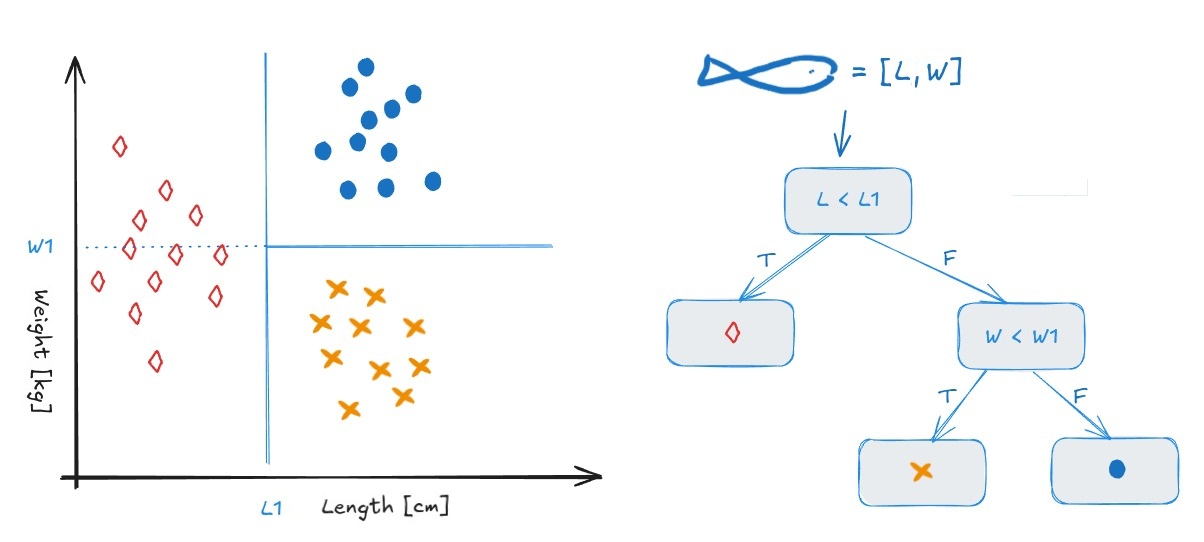 W1
Weight [kg]
L1
Length [cm]
= [L, W]
L < L1
T
F
W < W1
T
F